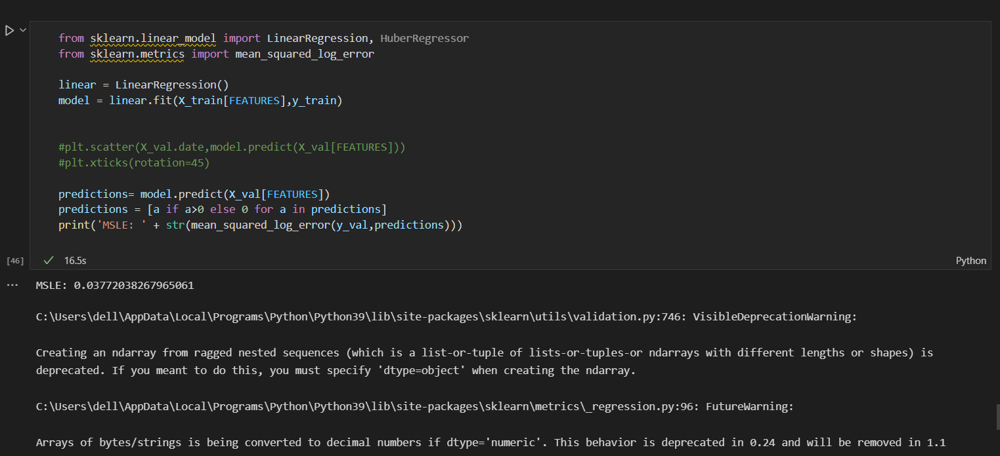 from sklearn.linear_model import LinearRegression, HuberRegressor
from sklearn.metrics import mean_squared_log_error
linear = LinearRegression()
model = linear.fit(X_train[FEATURES],y_train)
#plt.scatter(X_val.date,model.predict(X_val[FEATURES]))
#plt.xticks(rotation=45)
predictions= model.predict(X_val[FEATURES])
predictions = [a if a>0 else 0 for a in predictions]
print('MSLE: ' + str(mean_squared_log_error(y_val,predictions)))
[46] 16.5s Python
... MSLE: 0.03772038267965061
C:\Users\dell\AppData\Local\Programs\Python\Python39\lib\site-packages\sklearn\utils\validation.py:746: VisibleDeprecationWarning:
Creating an ndarray from ragged nested sequences (which is a list-or-tuple of lists-or-tuples-or ndarrays with different lengths or shapes) is
deprecated. If you meant to do this, you must specify 'dtype=object' when creating the ndarray.
C:\Users\dell\AppData\Local\Programs\Python\Python39\lib\site-packages\sklearn\metrics\_regression.py:96: FutureWarning:
Arrays of bytes/strings is being converted to decimal numbers if dtype='numeric'. This behavior is deprecated in 0.24 and will be removed in 1.1